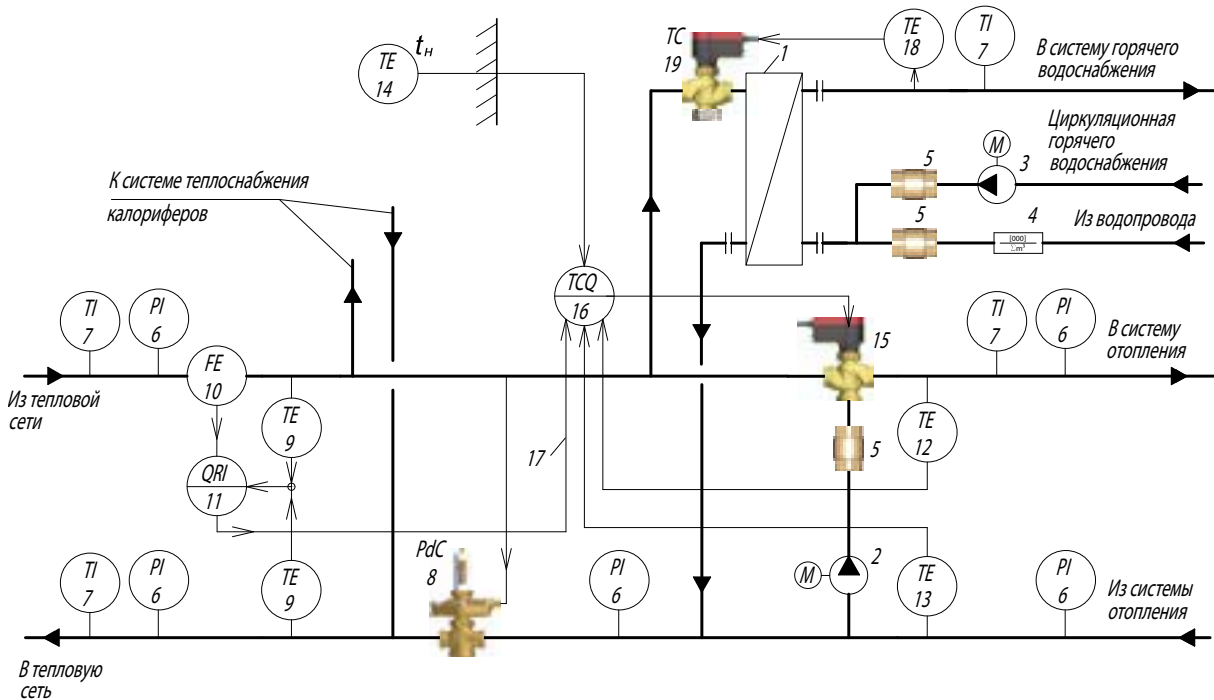 TE
14
tн
TC
19
1
TE
18
TI
7
В систему горячего
водоснабжения
Циркуляционная
горячего
водоснабжения
M
3
5
Из водопровода
5
4
[000]
Σm³
К системе теплоснабжения
калориферов
TCQ
16
15
TI
7
PI
6
FE
10
TI
7
PI
6
В систему
отопления
Из тепловой
сети
TE
9
17
5
TE
12
QRI
11
PdC
8
2
M
TI
7
PI
6
TE
9
PI
6
TE
13
PI
6
Из системы
отопления
В тепловую
сеть